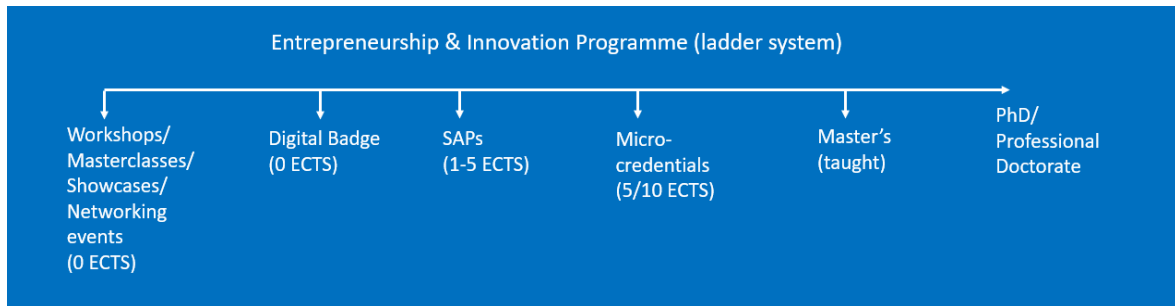 Entrepreneurship & Innovation Programme (ladder system)
Workshops/
Masterclasses/
Showcases/
Networking
events
(0 ECTS)
Digital Badge
(0 ECTS)
SAPs
(1-5 ECTS)
Micro-
credentials
(5/10 ECTS)
Master's
(taught)
PhD/
Professional
Doctorate